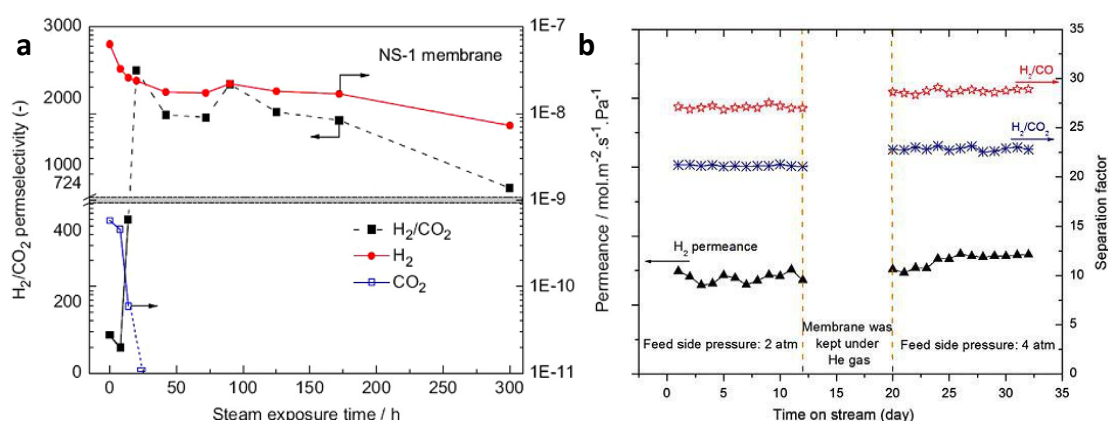 a
NS-1 membrane
3000
2000
1000
724
400
200
0
H₂/CO₂ permselectivity (-)
1E-7
1E-8
1E-9
1E-10
1E-11
H₂/CO₂
H₂
CO₂
0 50 100 150 200 250 300
Steam exposure time / h
b
Permeance / mol.m⁻².s⁻¹.Pa⁻¹
H₂/CO
H₂/CO₂
H₂ permeance
Membrane was
kept under
He gas
Feed side pressure: 2 atm
Feed side pressure: 4 atm
35
30
25
20
15
10
5
0
Separation factor
0 5 10 15 20 25 30 35
Time on stream (day)